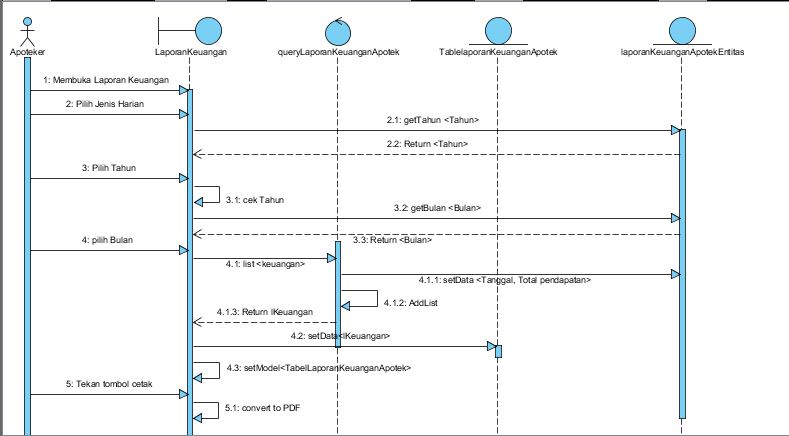 Apoteker
LaporanKeuangan
queryLaporanKeuanganApotek
TablelaporanKeuanganApotek
laporanKeuanganApotekEntitas
1: Membuka Laporan Keuangan
2: Pilih Jenis Harian
2.1: getTahun <Tahun>
2.2: Return <Tahun>
3: Pilih Tahun
3.1: cek Tahun
3.2: getBulan <Bulan>
3.3: Return <Bulan>
4: pilih Bulan
4.1: list <keuangan>
4.1.1: setData <Tanggal, Total pendapatan>
4.1.2: AddList
4.1.3: Return lKeuangan
4.2: setData<lKeuangan>
4.3: setModel<TabelLaporanKeuanganApotek>
5: Tekan tombol cetak
5.1: convert to PDF